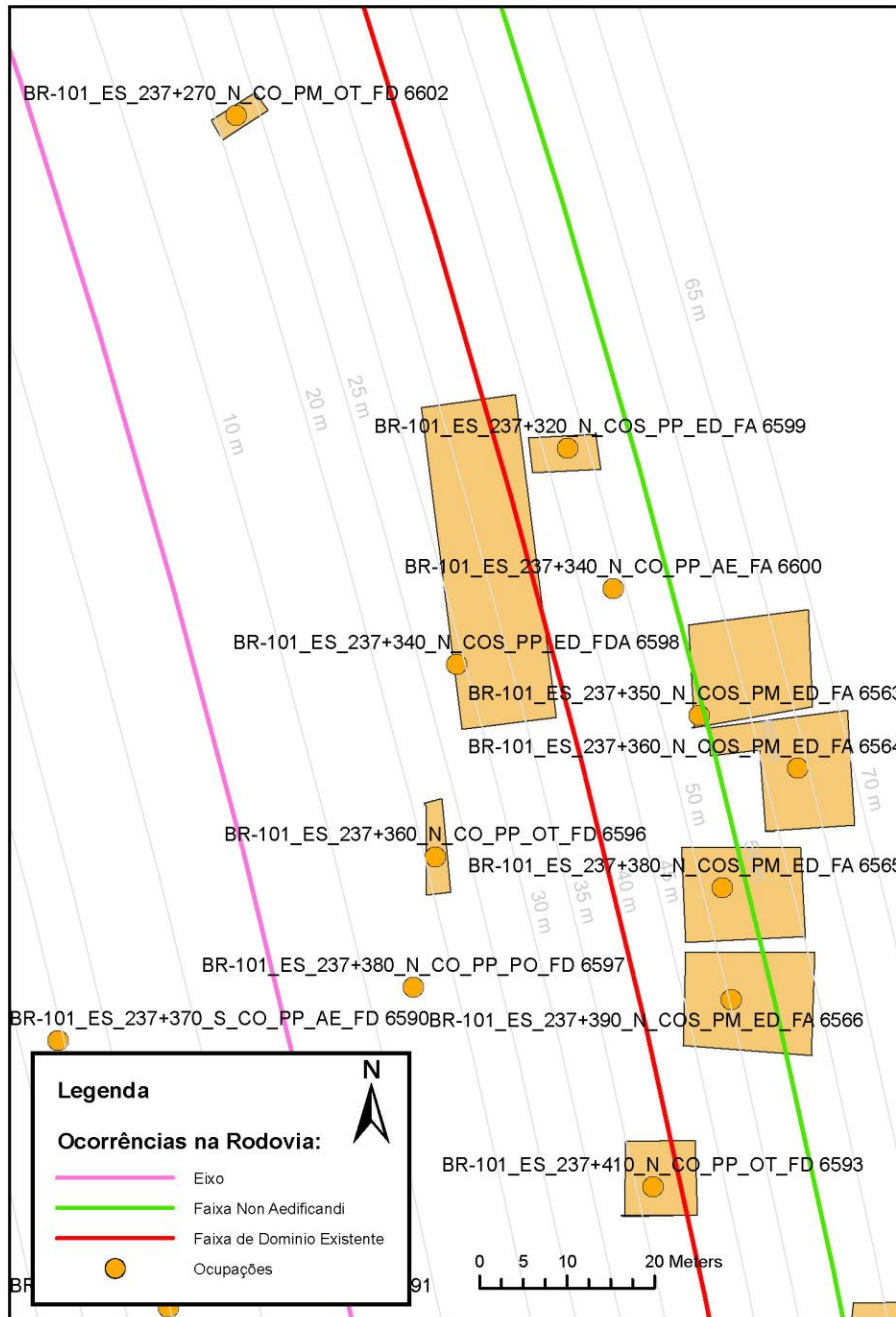 BR-101_ES_237+270_N_CO_PM_OT_FD 6602
65 m
10 m
20 m
25 m
BR-101_ES_237+320_N_COS_PP_ED_FA 6599
BR-101_ES_237+340_N_CO_PP_AE_FA 6600
BR-101_ES_237+340_N_COS_PP_ED_FDA 6598
BR-101_ES_237+350_N_COS_PM_ED_FA 6563
BR-101_ES_237+360_N_COS_PM_ED_FA 6564
70 m
50 m
BR-101_ES_237+360_N_CO_PP_OT_FD 6596
BR-101_ES_237+380_N_COS_PM_ED_FA 6565
30 m
35 m
40 m
45 m
BR-101_ES_237+380_N_CO_PP_PO_FD 6597
BR-101_ES_237+370_S_CO_PP_AE_FD 6590
BR-101_ES_237+390_N_COS_PM_ED_FA 6566
BR-101_ES_237+410_N_CO_PP_OT_FD 6593
Legenda
N
Ocorrências na Rodovia:
Eixo
Faixa Non Aedificandi
Faixa de Dominio Existente
Ocupações
0 5 10 20 Meters
BR
91